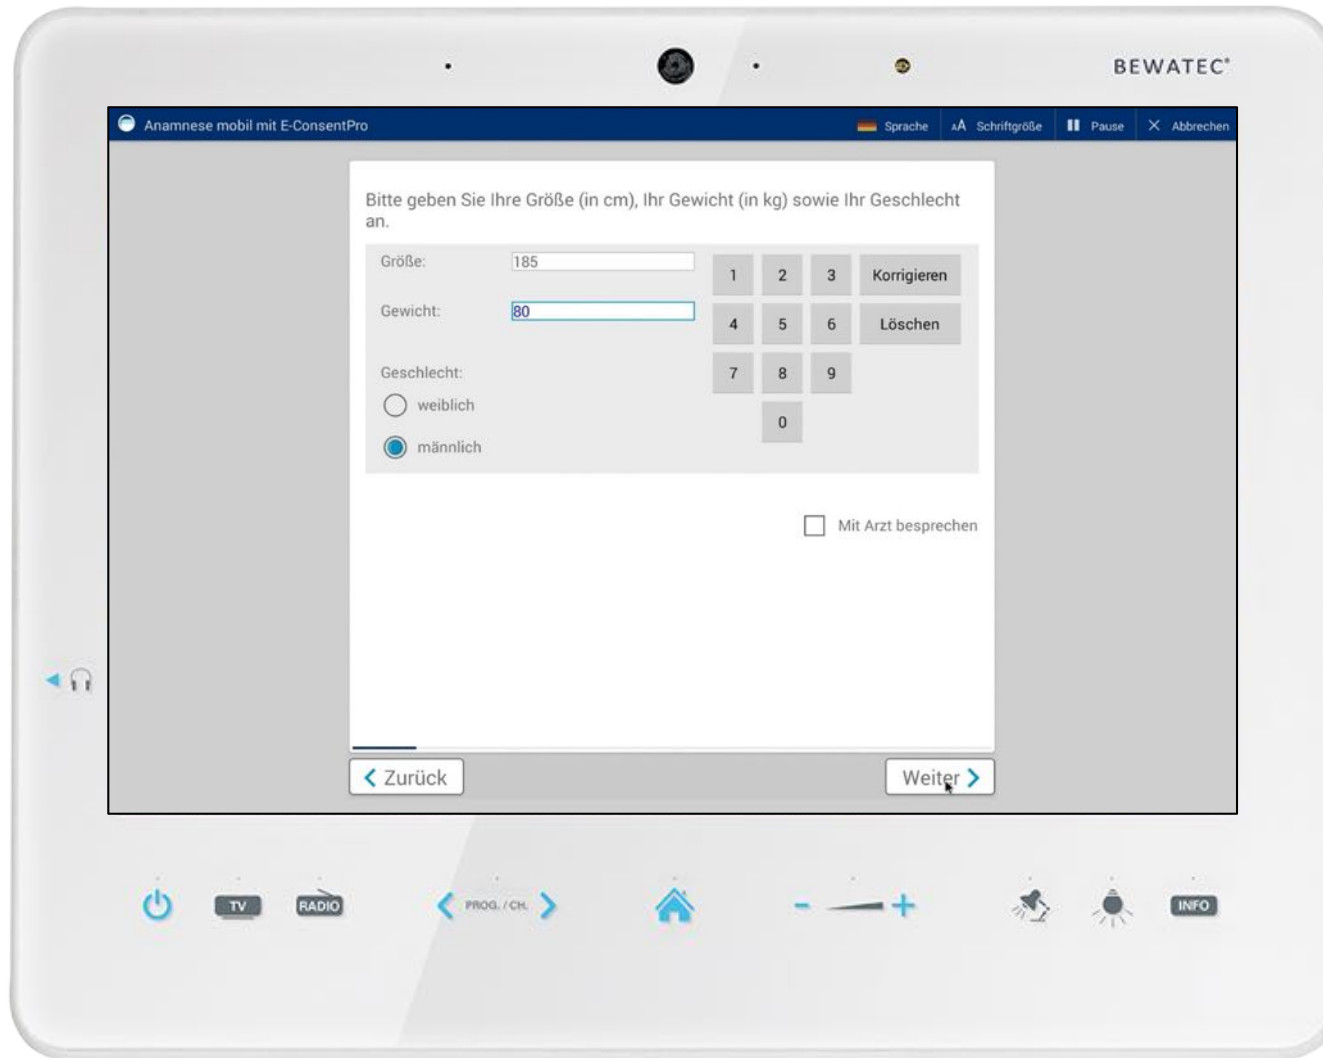 BEWATEC®
Anamnese mobil mit E-ConsentPro
Sprache
AA Schriftgröße
Pause
Abbrechen
Bitte geben Sie Ihre Größe (in cm), Ihr Gewicht (in kg) sowie Ihr Geschlecht
an.
Größe: 185
Gewicht: 80
1 2 3 Korrigieren
4 5 6 Löschen
7 8 9
0
Geschlecht:
weiblich
männlich
Mit Arzt besprechen
Zurück
Weiter
TV
RADIO
PROG. / CH.
- +
INFO